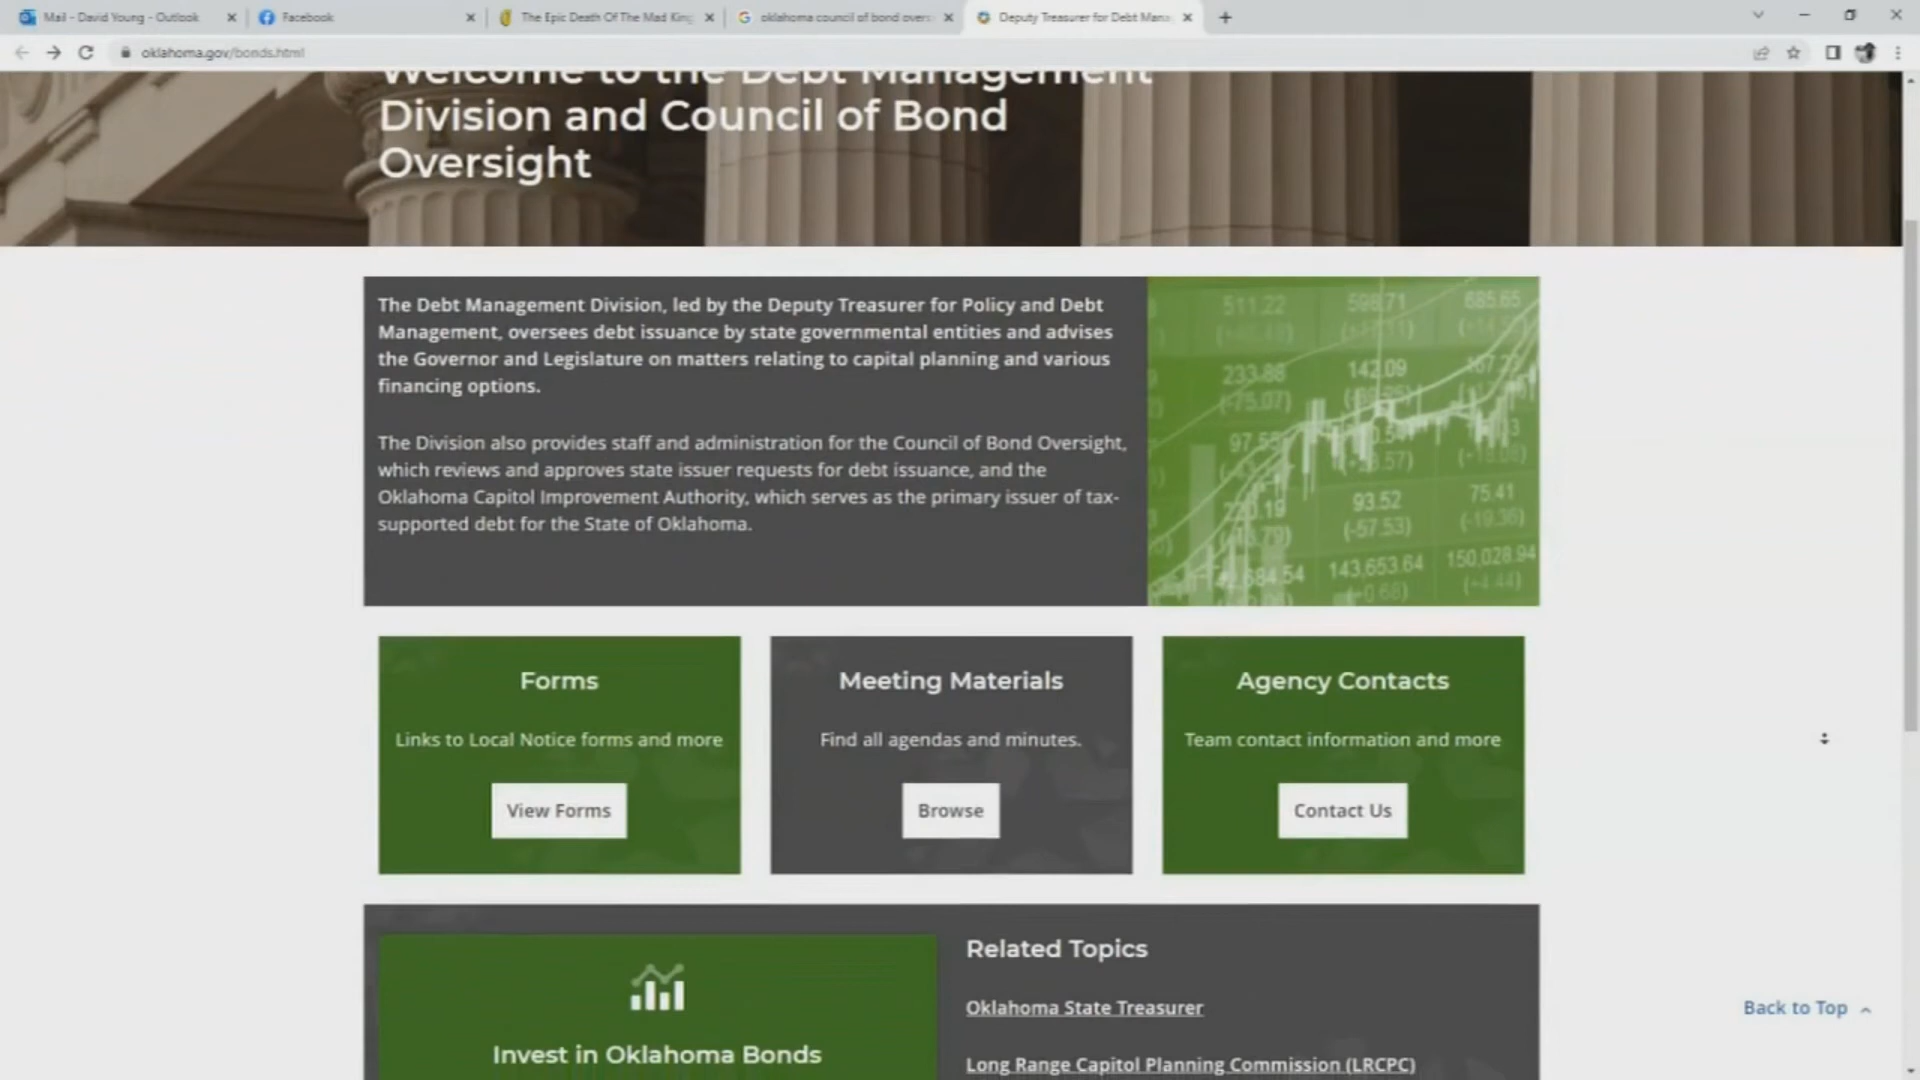 Mail - David Young - Outlook
Facebook
The Epic Death Of The Mad King
oklahoma council of bond overs
Deputy Treasurer for Debt Mana
oklahoma.gov/bonds.html
Welcome to the Debt Management
Division and Council of Bond
Oversight
The Debt Management Division, led by the Deputy Treasurer for Policy and Debt
Management, oversees debt issuance by state governmental entities and advises
the Governor and Legislature on matters relating to capital planning and various
financing options.
The Division also provides staff and administration for the Council of Bond Oversight,
which reviews and approves state issuer requests for debt issuance, and the
Oklahoma Capitol Improvement Authority, which serves as the primary issuer of tax-
supported debt for the State of Oklahoma.
511.22 598.71 685.65
233.88 142.09
(-75.07)
93.52 75.41
(-57.53) (-19.36)
143,653.64 150,028.94
(+0.68) (+4.44)
Forms
Links to Local Notice forms and more
View Forms
Meeting Materials
Find all agendas and minutes.
Browse
Agency Contacts
Team contact information and more
Contact Us
Invest in Oklahoma Bonds
Related Topics
Oklahoma State Treasurer
Long Range Capitol Planning Commission (LRCPC)
Back to Top